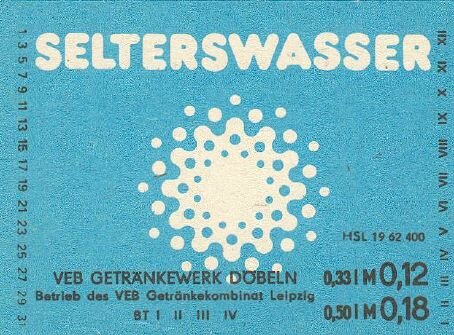 SELTERSWASSER
1 3 5 7 9 11 13 15 17 19 21 23 25 27 29 31
XII XI X IX VIII VII VI V IV III II I
HSL 19 62 400
VEB GETRÄNKEWERK DÖBELN
0,33 l M 0,12
Betrieb des VEB Getränkekombinat Leipzig
0,50 l M 0,18
BT I II III IV